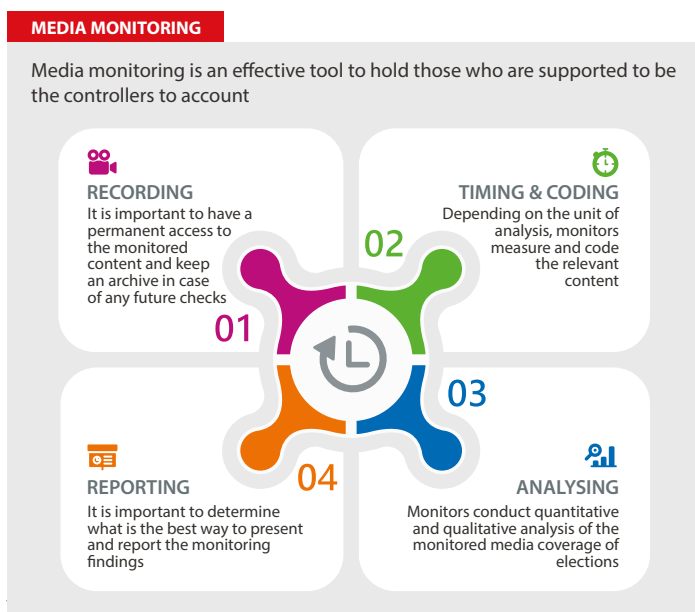 MEDIA MONITORING
Media monitoring is an effective tool to hold those who are supported to be
the controllers to account
RECORDING
It is important to have a
permanent access to
the monitored
content and keep
an archive in case
of any future checks
01
TIMING & CODING
Depending on the unit of
analysis, monitors
measure and code
the relevant
content
02
03
ANALYSING
Monitors conduct quantitative
and qualitative analysis of the
monitored media coverage of
elections
04
REPORTING
It is important to determine
what is the best way to present
and report the monitoring
findings